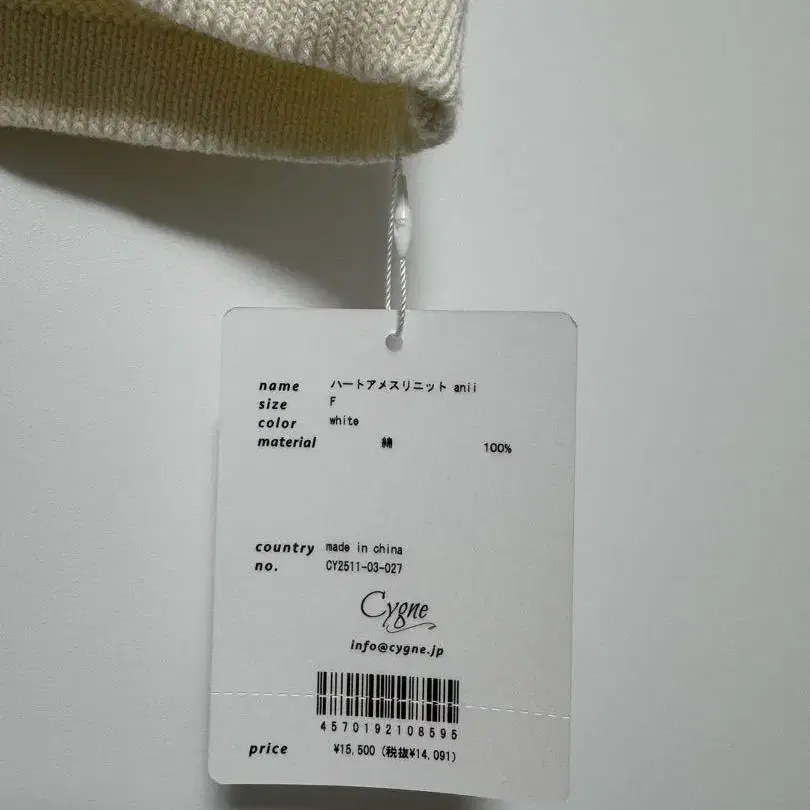 name ハートアメスリニット anii
size F
color white
material 綿 100%
country made in china
no. CY2511-03-027
Cygne
info@cygne.jp
4570192108595
price ¥15,500 (税抜¥14,091)